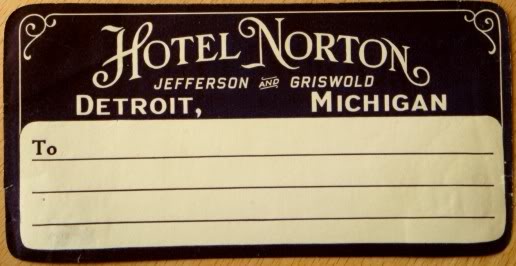 HOTEL NORTON
JEFFERSON AND GRISWOLD
DETROIT, MICHIGAN
To